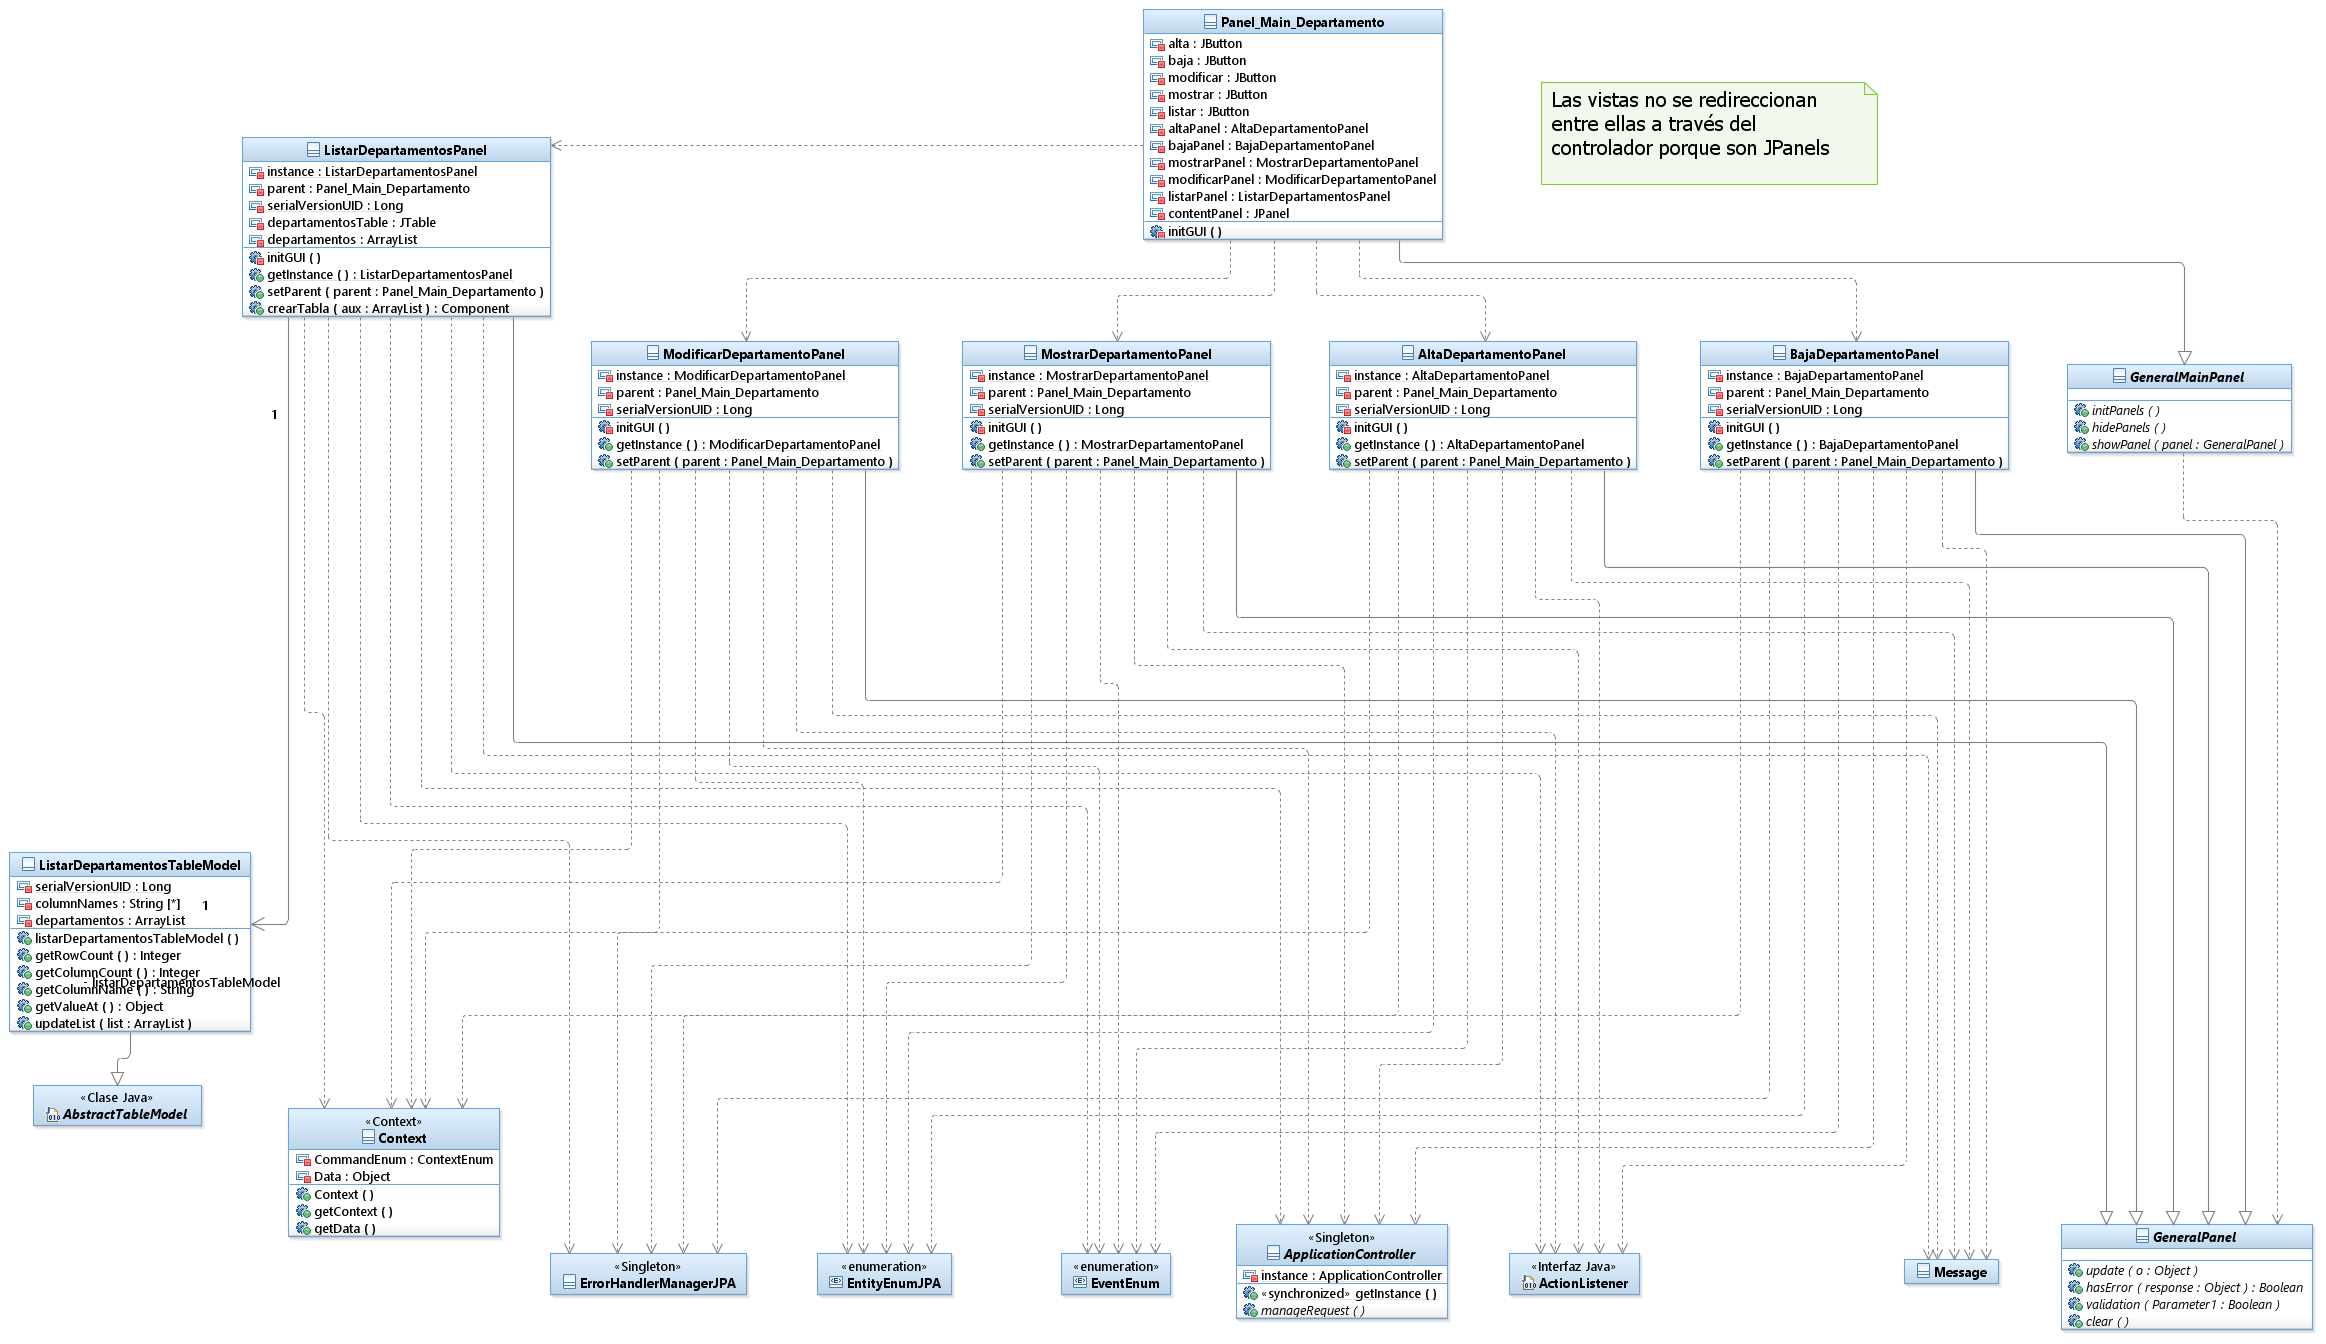 Panel_Main_Departamento
alta : JButton
baja : JButton
modificar : JButton
mostrar : JButton
listar : JButton
altaPanel : AltaDepartamentoPanel
bajaPanel : BajaDepartamentoPanel
mostrarPanel : MostrarDepartamentoPanel
modificarPanel : ModificarDepartamentoPanel
listarPanel : ListarDepartamentosPanel
contentPanel : JPanel
initGUI ( )
Las vistas no se redireccionan
entre ellas a través del
controlador porque son JPanels
ListarDepartamentosPanel
instance : ListarDepartamentosPanel
parent : Panel_Main_Departamento
serialVersionUID : Long
departamentosTable : JTable
departamentos : ArrayList
initGUI ( )
getInstance ( ) : ListarDepartamentosPanel
setParent ( parent : Panel_Main_Departamento )
crearTabla ( aux : ArrayList ) : Component
ModificarDepartamentoPanel
instance : ModificarDepartamentoPanel
parent : Panel_Main_Departamento
serialVersionUID : Long
initGUI ( )
getInstance ( ) : ModificarDepartamentoPanel
setParent ( parent : Panel_Main_Departamento )
MostrarDepartamentoPanel
instance : MostrarDepartamentoPanel
parent : Panel_Main_Departamento
serialVersionUID : Long
initGUI ( )
getInstance ( ) : MostrarDepartamentoPanel
setParent ( parent : Panel_Main_Departamento )
AltaDepartamentoPanel
instance : AltaDepartamentoPanel
parent : Panel_Main_Departamento
serialVersionUID : Long
initGUI ( )
getInstance ( ) : AltaDepartamentoPanel
setParent ( parent : Panel_Main_Departamento )
BajaDepartamentoPanel
instance : BajaDepartamentoPanel
parent : Panel_Main_Departamento
serialVersionUID : Long
initGUI ( )
getInstance ( ) : BajaDepartamentoPanel
setParent ( parent : Panel_Main_Departamento )
GeneralMainPanel
initPanels ( )
hidePanels ( )
showPanel ( panel : GeneralPanel )
1
ListarDepartamentosTableModel
serialVersionUID : Long
columnNames : String [*]
1
departamentos : ArrayList
listarDepartamentosTableModel ( )
getRowCount ( ) : Integer
getColumnCount ( ) : Integer
- listarDepartamentosTableModel
getColumnName ( ) : String
getValueAt ( ) : Object
updateList ( list : ArrayList )
«Clase Java»
AbstractTableModel
«Context»
Context
CommandEnum : ContextEnum
Data : Object
Context ( )
getContext ( )
getData ( )
«Singleton»
ErrorHandlerManagerJPA
«enumeration»
EntityEnumJPA
«enumeration»
EventEnum
«Singleton»
ApplicationController
instance : ApplicationController
«synchronized» getInstance ( )
manageRequest ( )
«Interfaz Java»
ActionListener
Message
GeneralPanel
update ( o : Object )
hasError ( response : Object ) : Boolean
validation ( Parameter1 : Boolean )
clear ( )